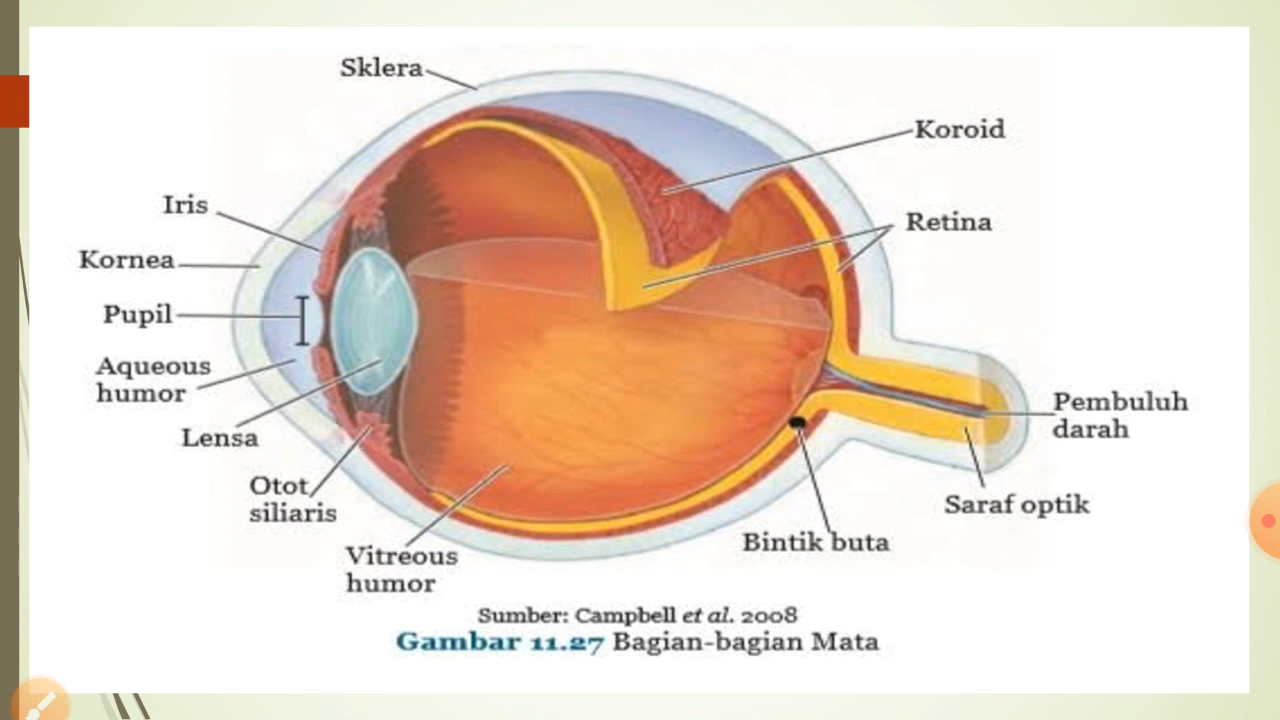 Sklera
Koroid
Iris
Retina
Kornea
Pupil
Aqueous
humor
Lensa
Pembuluh
darah
Otot
siliaris
Saraf optik
Bintik buta
Vitreous
humor
Sumber: Campbell et al. 2008
Gambar 11.27 Bagian-bagian Mata